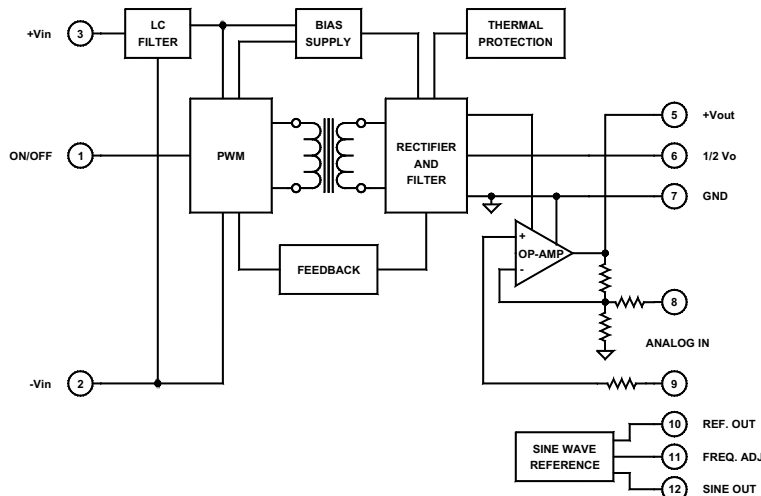 +Vin
3
LC
FILTER
BIAS
SUPPLY
THERMAL
PROTECTION
5
+Vout
ON/OFF
1
PWM
RECTIFIER
AND
FILTER
6
1/2 Vo
7
GND
+
OP-AMP
-
FEEDBACK
8
ANALOG IN
-Vin
2
9
SINE WAVE
REFERENCE
10
REF. OUT
11
FREQ. ADJ
12
SINE OUT